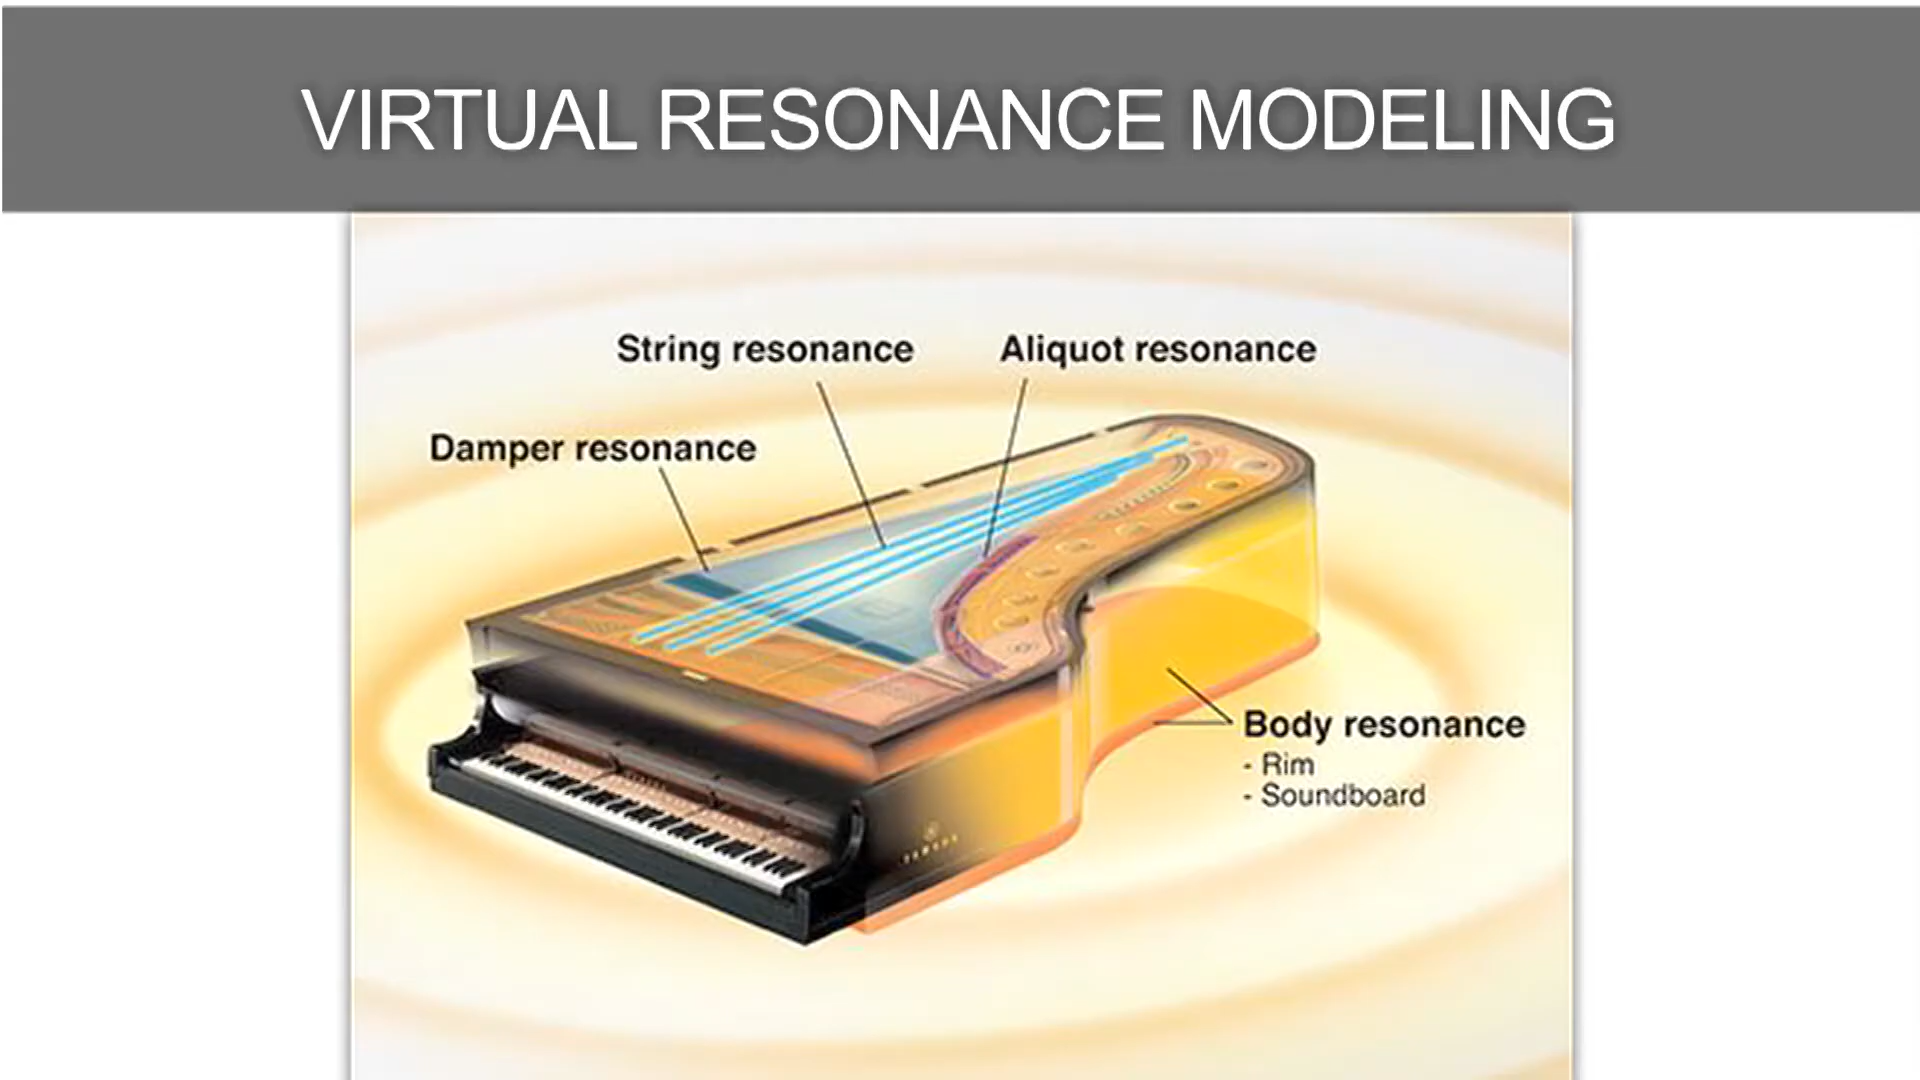 VIRTUAL RESONANCE MODELING
String resonance
Aliquot resonance
Damper resonance
Body resonance
- Rim
- Soundboard